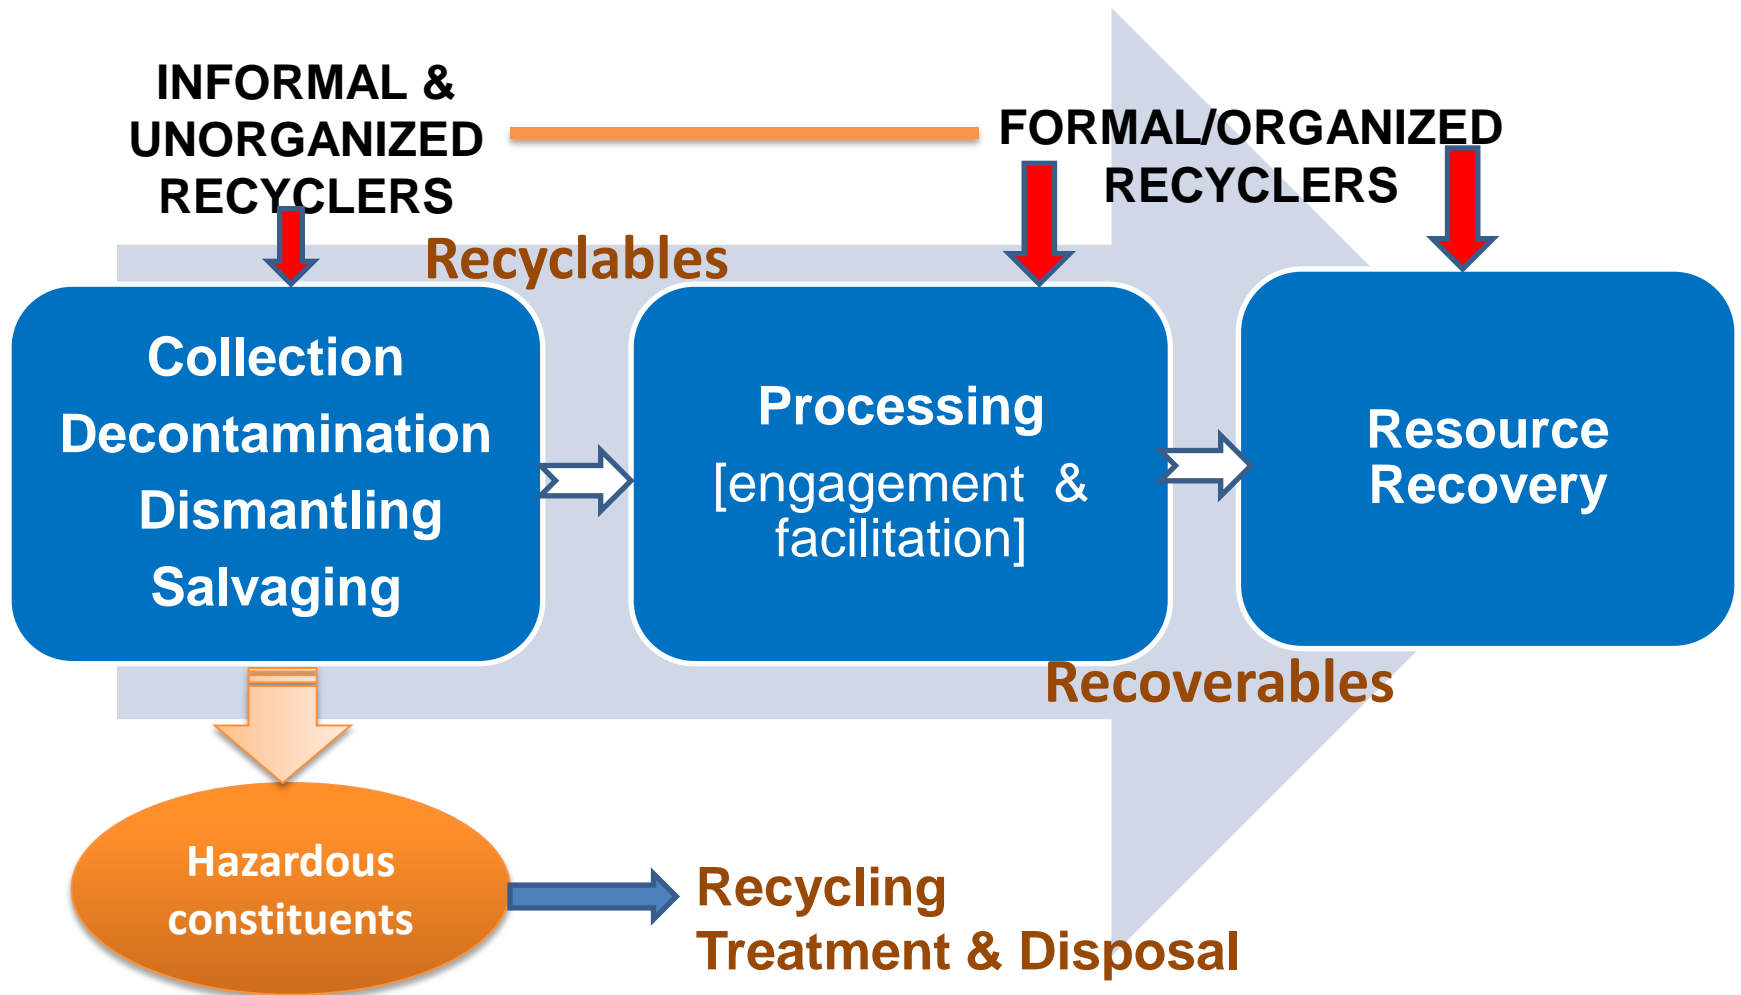 INFORMAL &
UNORGANIZED
RECYCLERS
FORMAL/ORGANIZED
RECYCLERS
Recyclables
Collection
Decontamination
Dismantling
Salvaging
Processing
[engagement & 
facilitation]
Resource
Recovery
Recoverables
Hazardous
constituents
Recycling
Treatment & Disposal